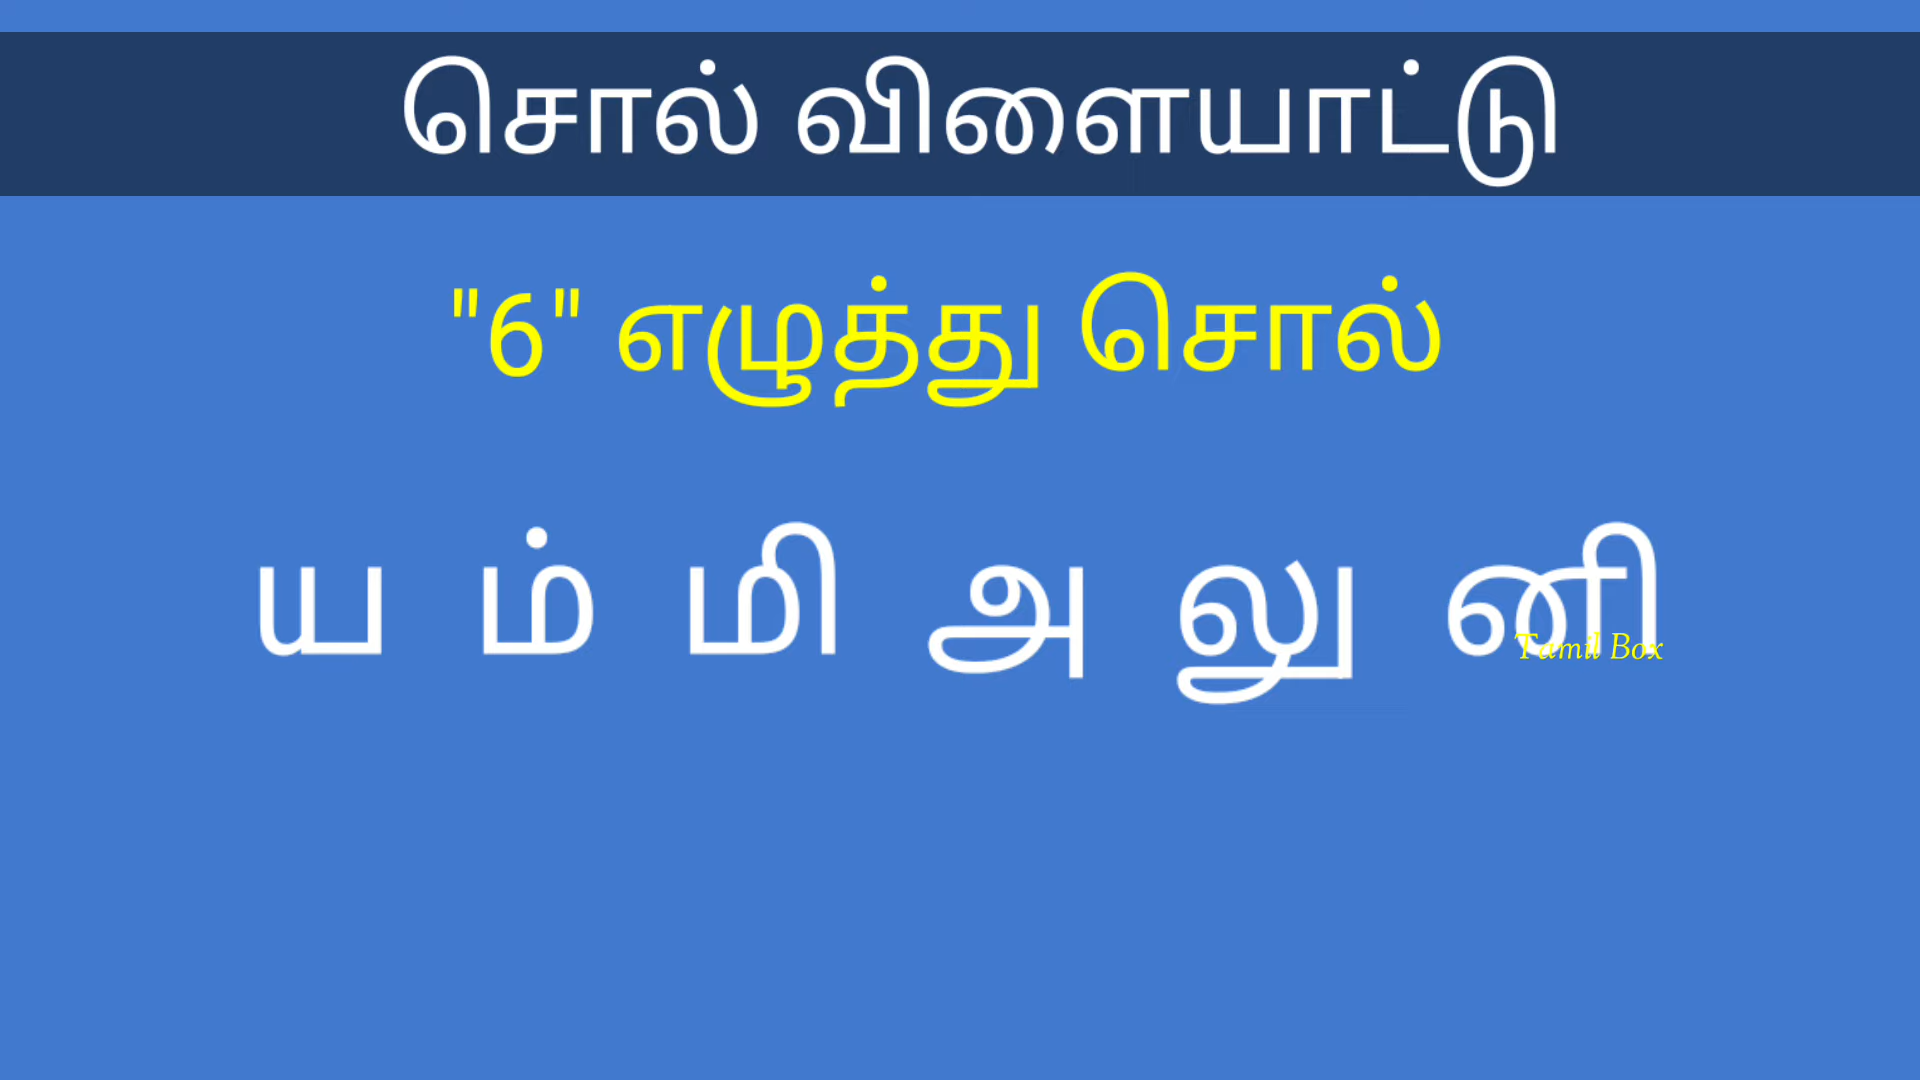 சொல் விளையாட்டு
"6" எழுத்து சொல்
ய ம் மி அ லு னி
Tamil Box